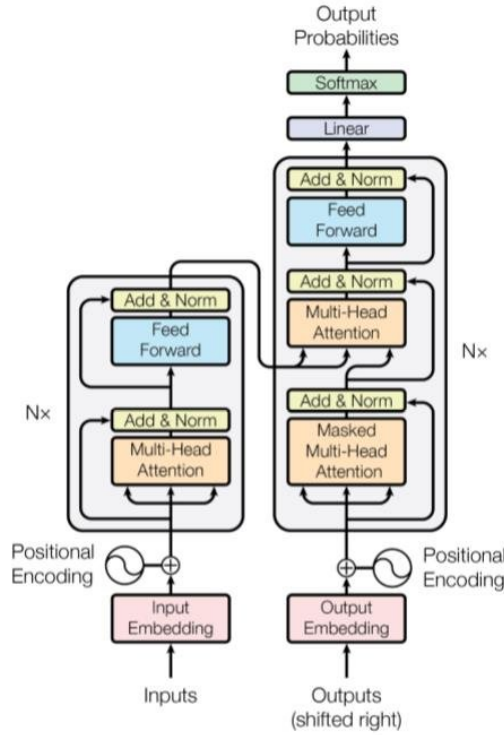 Output
Probabilities
Softmax
Linear
Add & Norm
Feed
Forward
Add & Norm
Multi-Head
Attention
Nx
Add & Norm
Masked
Multi-Head
Attention
Add & Norm
Feed
Forward
Nx
Add & Norm
Multi-Head
Attention
Positional
Encoding
Positional
Encoding
Input
Embedding
Output
Embedding
Inputs
Outputs
(shifted right)